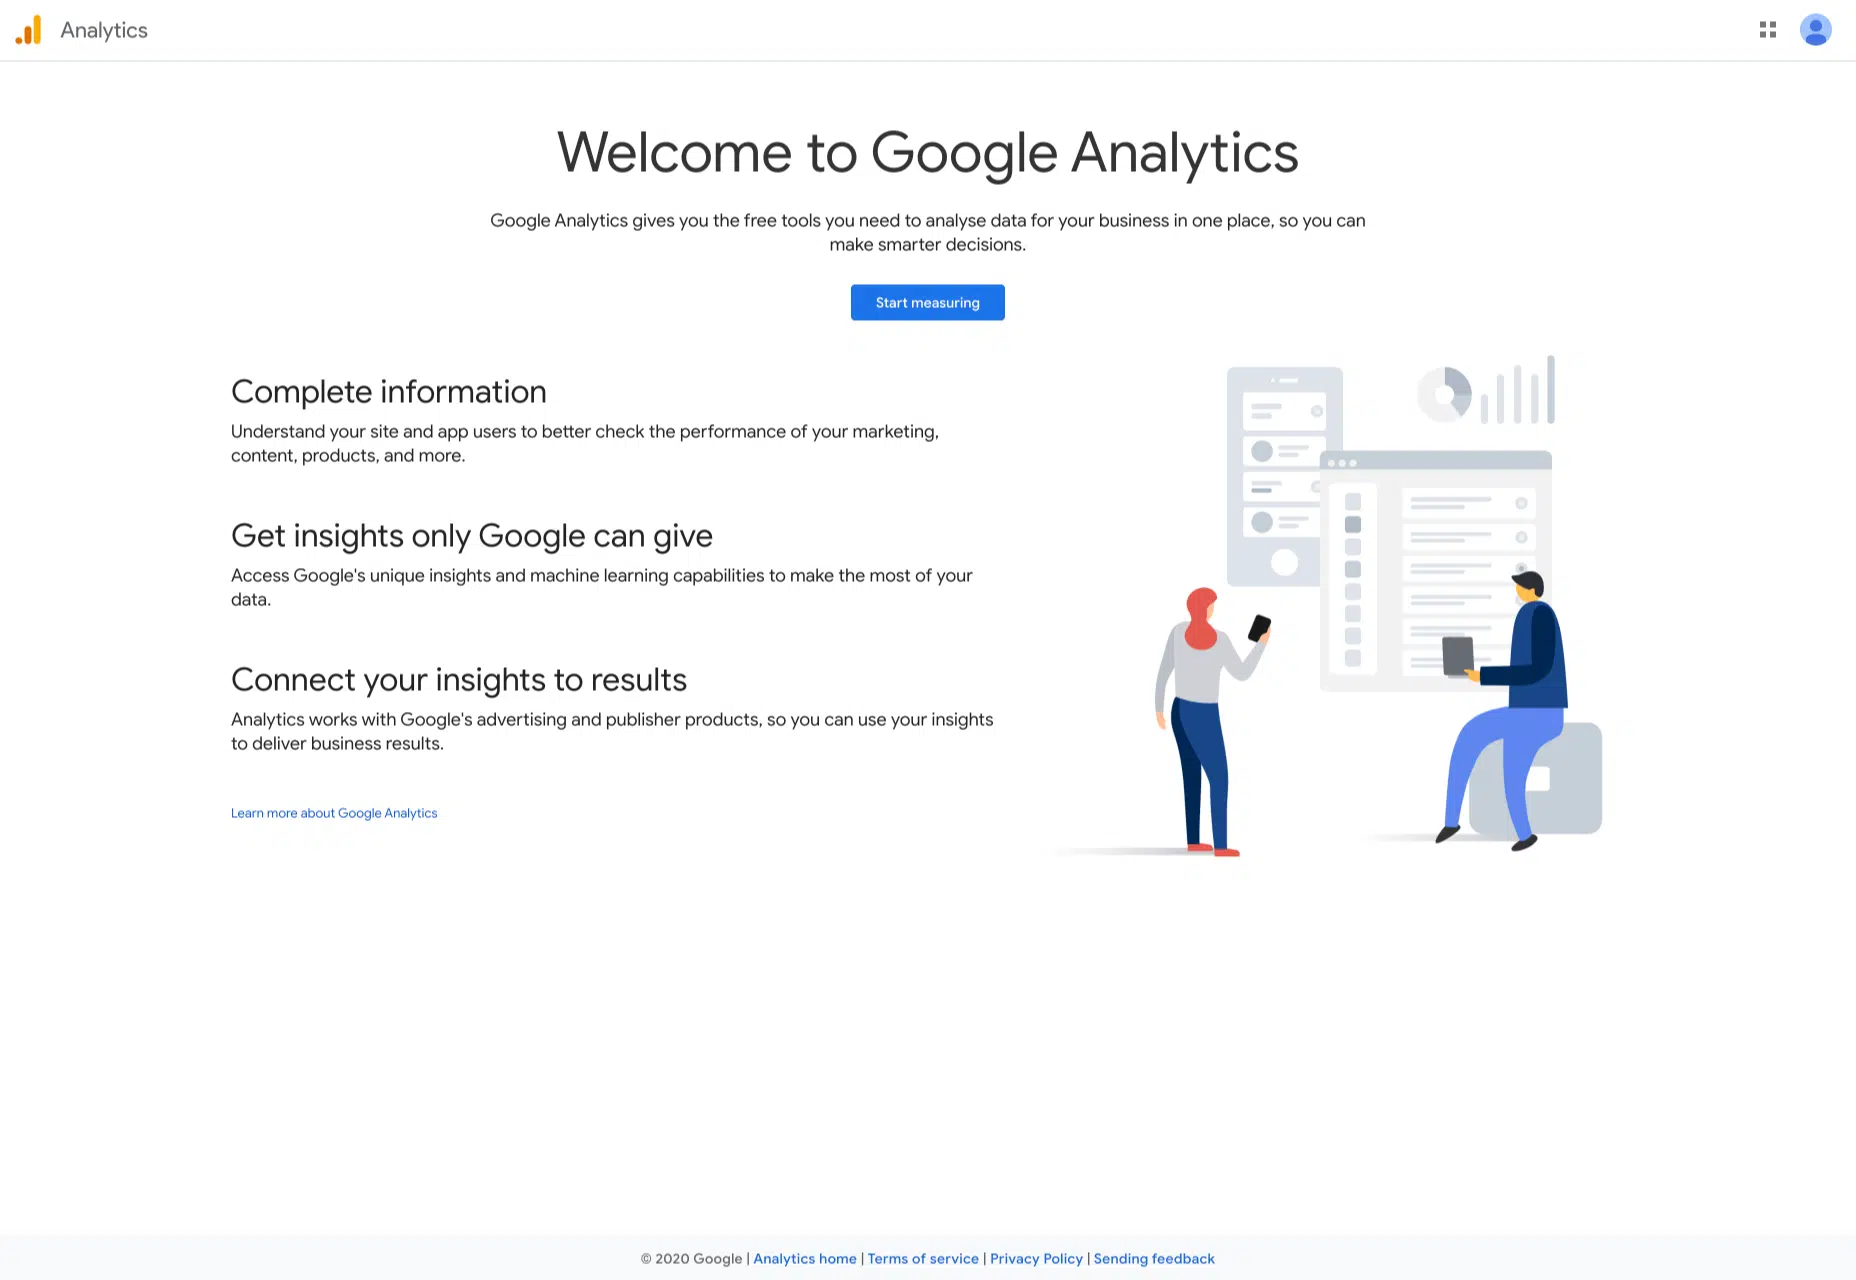 Analytics
Welcome to Google Analytics
Google Analytics gives you the free tools you need to analyse data for your business in one place, so you can
make smarter decisions.
Start measuring
Complete information
Understand your site and app users to better check the performance of your marketing,
content, products, and more.
Get insights only Google can give
Access Google's unique insights and machine learning capabilities to make the most of your
data.
Connect your insights to results
Analytics works with Google's advertising and publisher products, so you can use your insights
to deliver business results.
Learn more about Google Analytics
© 2020 Google | Analytics home | Terms of service | Privacy Policy | Sending feedback